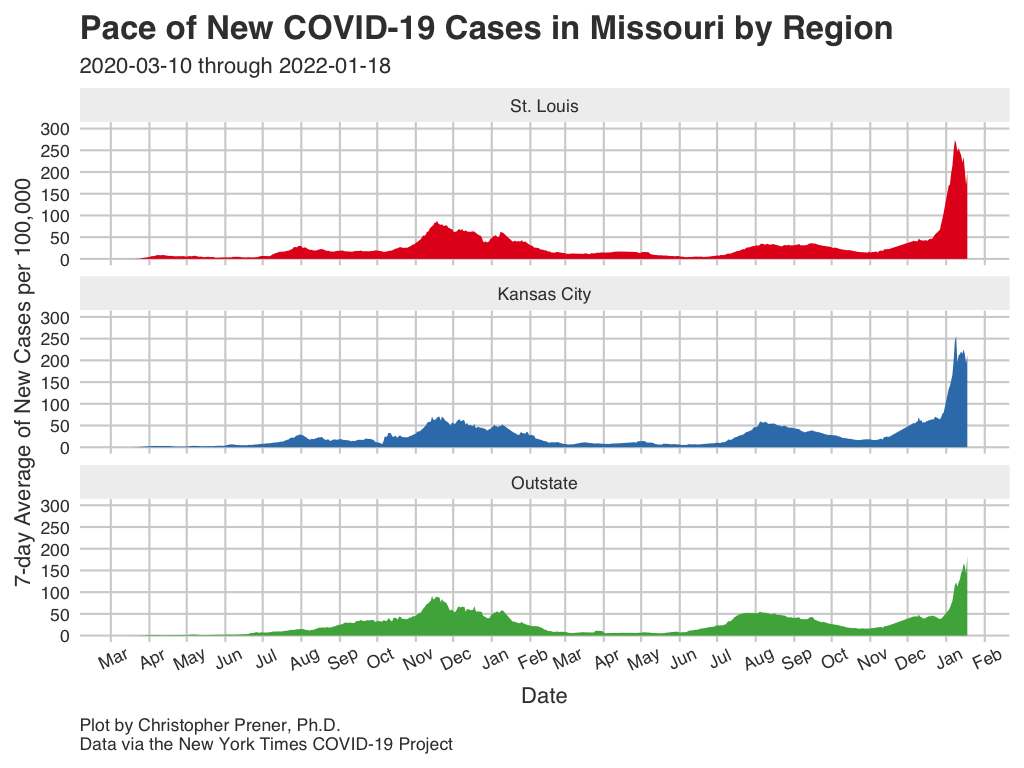 Pace of New COVID-19 Cases in Missouri by Region
2020-03-10 through 2022-01-18
7-day Average of New Cases per 100,000
St. Louis
300
250
200
150
100
50
0
Kansas City
300
250
200
150
100
50
0
Outstate
300
250
200
150
100
50
0
Mar Apr May Jun Jul Aug Sep Oct Nov Dec Jan Feb Mar Apr May Jun Jul Aug Sep Oct Nov Dec Jan Feb
Date
Plot by Christopher Prener, Ph.D.
Data via the New York Times COVID-19 Project